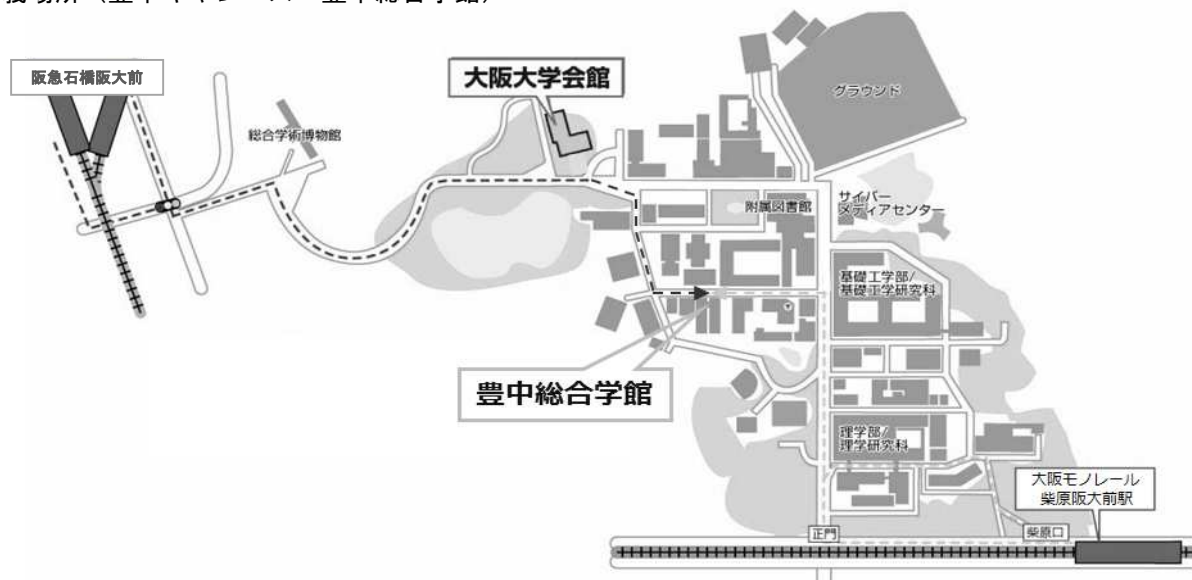 阪急石橋阪大前
大阪大学会館
総合学術博物館
グラウンド
附属図書館
サイバー
メディアセンター
基礎工学部/
基礎工学研究科
豊中総合学館
理学部/
理学研究科
大阪モノレール
柴原阪大前駅
正門
柴原口